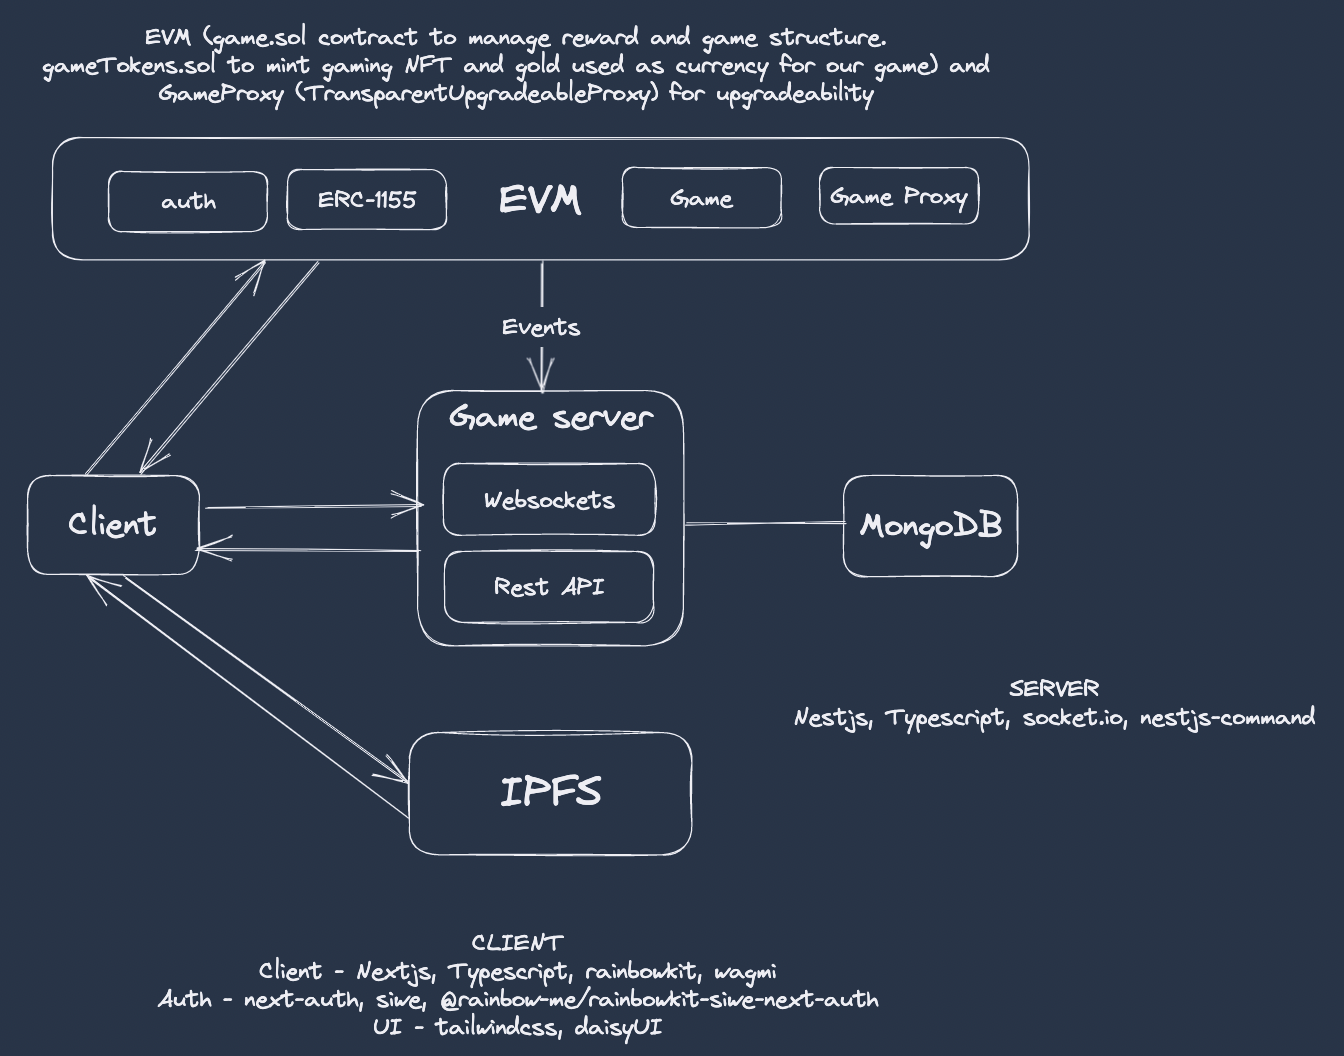 EVM (game.sol contract to manage reward and game structure.
gameTokens.sol to mint gaming NFT and gold used as currency for our game) and
GameProxy (TransparentUpgradeableProxy) for upgradeability
auth
ERC-1155
EVM
Game
Game Proxy
Events
Game server
Websockets
Client
MongoDB
Rest API
SERVER
Nestjs, Typescript, socket.io, nestjs-command
IPFS
CLIENT
Client - Nextjs, Typescript, rainbowkit, wagmi
Auth - next-auth, siwe, @rainbow-me/rainbowkit-siwe-next-auth
UI - tailwindcss, daisyUI